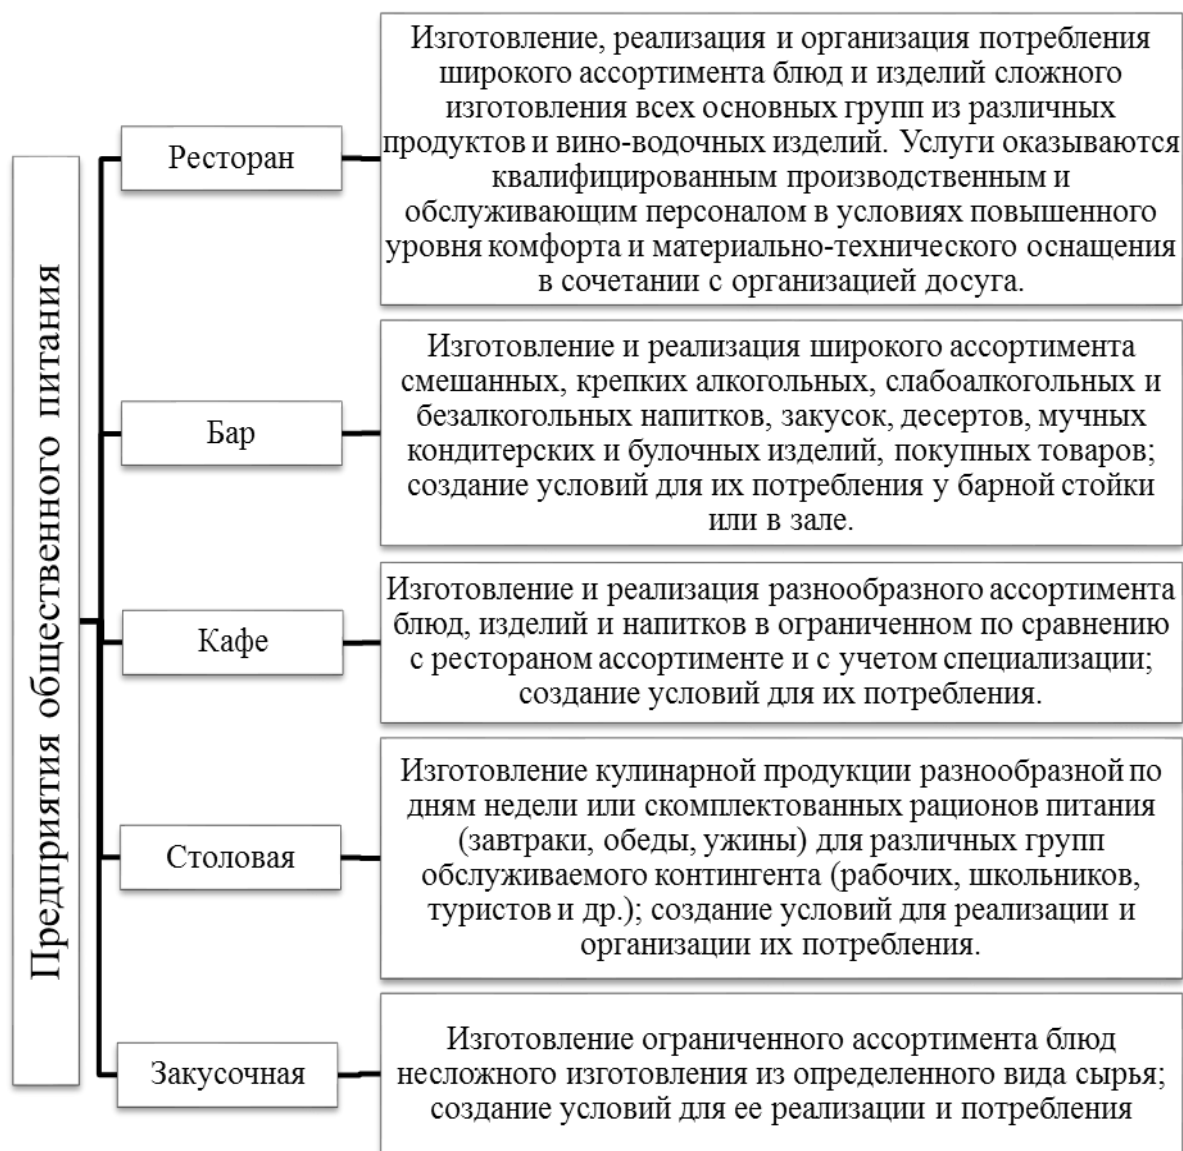 Предприятия общественного питания
Ресторан
Изготовление, реализация и организация потребления
широкого ассортимента блюд и изделий сложного
изготовления всех основных групп из различных
продуктов и вино-водочных изделий. Услуги оказываются
квалифицированным производственным и
обслуживающим персоналом в условиях повышенного
уровня комфорта и материально-технического оснащения
в сочетании с организацией досуга.
Бар
Изготовление и реализация широкого ассортимента
смешанных, крепких алкогольных, слабоалкогольных и
безалкогольных напитков, закусок, десертов, мучных
кондитерских и булочных изделий, покупных товаров;
создание условий для их потребления у барной стойки
или в зале.
Кафе
Изготовление и реализация разнообразного ассортимента
блюд, изделий и напитков в ограниченном по сравнению
с рестораном ассортименте и с учетом специализации;
создание условий для их потребления.
Столовая
Изготовление кулинарной продукции разнообразной по
дням недели или скомплектованных рационов питания
(завтраки, обеды, ужины) для различных групп
обслуживаемого контингента (рабочих, школьников,
туристов и др.); создание условий для реализации и
организации их потребления.
Закусочная
Изготовление ограниченного ассортимента блюд
несложного изготовления из определенного вида сырья;
создание условий для ее реализации и потребления